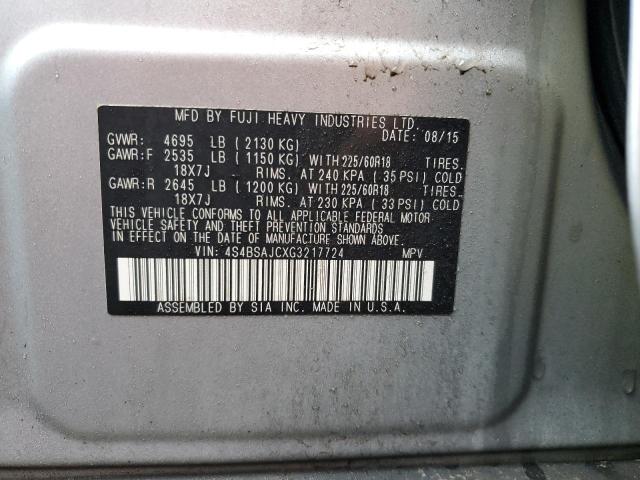 MFD BY FUJI HEAVY INDUSTRIES LTD.
DATE: 08/15
GVWR: 4695 LB ( 2130 KG)
GAWR:F 2535 LB ( 1150 KG) WITH 225/60R18 TIRES.
18X7J RIMS. AT 240 KPA ( 35 PSI) COLD
GAWR:R 2645 LB ( 1200 KG) WITH 225/60R18 TIRES.
18X7J RIMS. AT 230 KPA ( 33 PSI) COLD
THIS VEHICLE CONFORMS TO ALL APPLICABLE FEDERAL MOTOR
VEHICLE SAFETY AND THEFT PREVENTION STANDARDS
IN EFFECT ON THE DATE OF MANUFACTURE SHOWN ABOVE.
VIN: 4S4BSAJCXG3217724 MPV
ASSEMBLED BY SIA INC. MADE IN U.S.A.